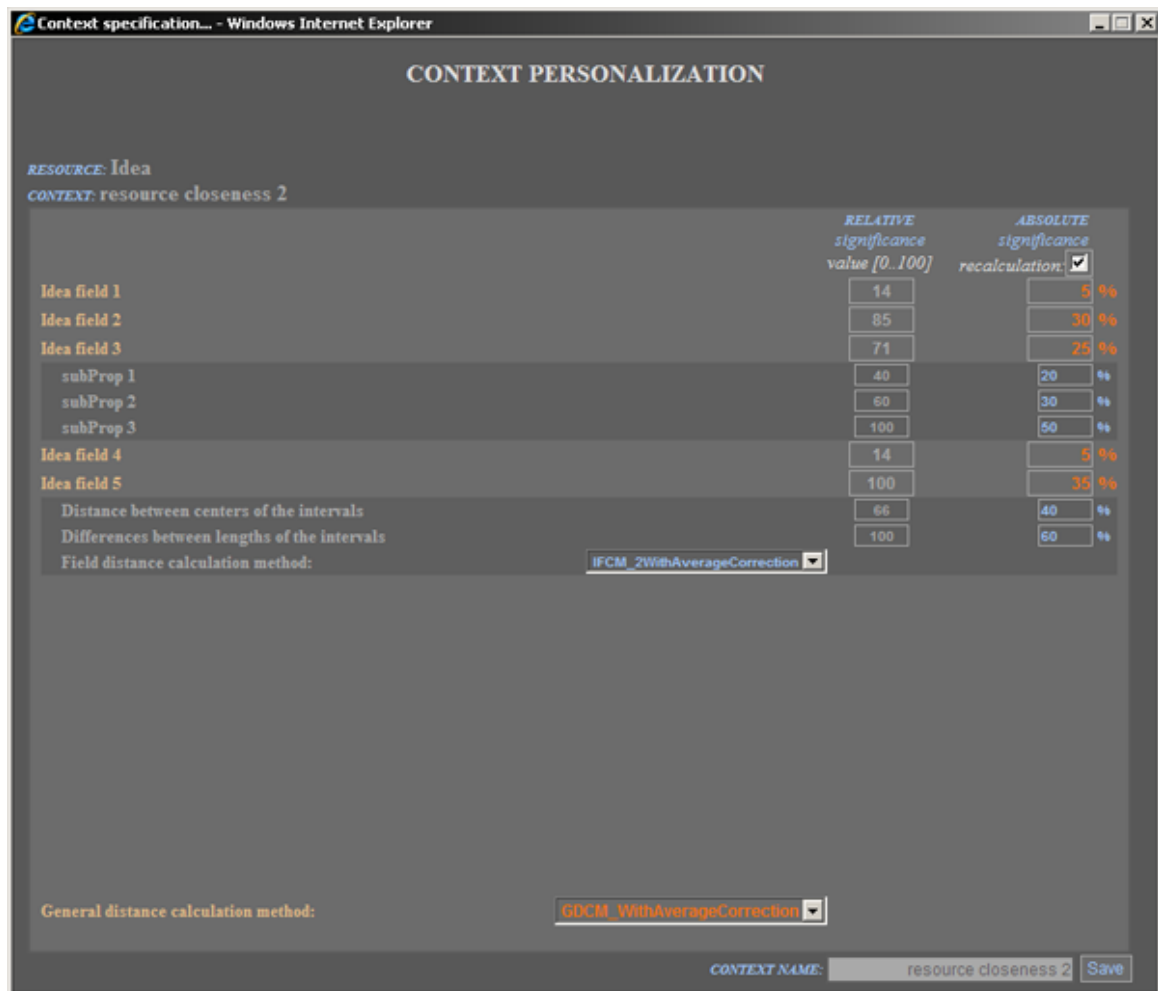 Context specification... - Windows Internet Explorer
CONTEXT PERSONALIZATION
RESOURCE: Idea
CONTEXT: resource closeness 2
RELATIVE ABSOLUTE
significance significance
value [0..100] recalculation:
Idea field 1 14 5 %
Idea field 2 85 30 %
Idea field 3 71 25 %
subProp 1 40 20 %
subProp 2 60 30 %
subProp 3 100 50 %
Idea field 4 14 5 %
Idea field 5 100 35 %
Distance between centers of the intervals 66 40 %
Differences between lengths of the intervals 100 60 %
Field distance calculation method: IFCM_2WithAverageCorrection
General distance calculation method: GDCM_WithAverageCorrection
CONTEXT NAME: resource closeness 2 Save